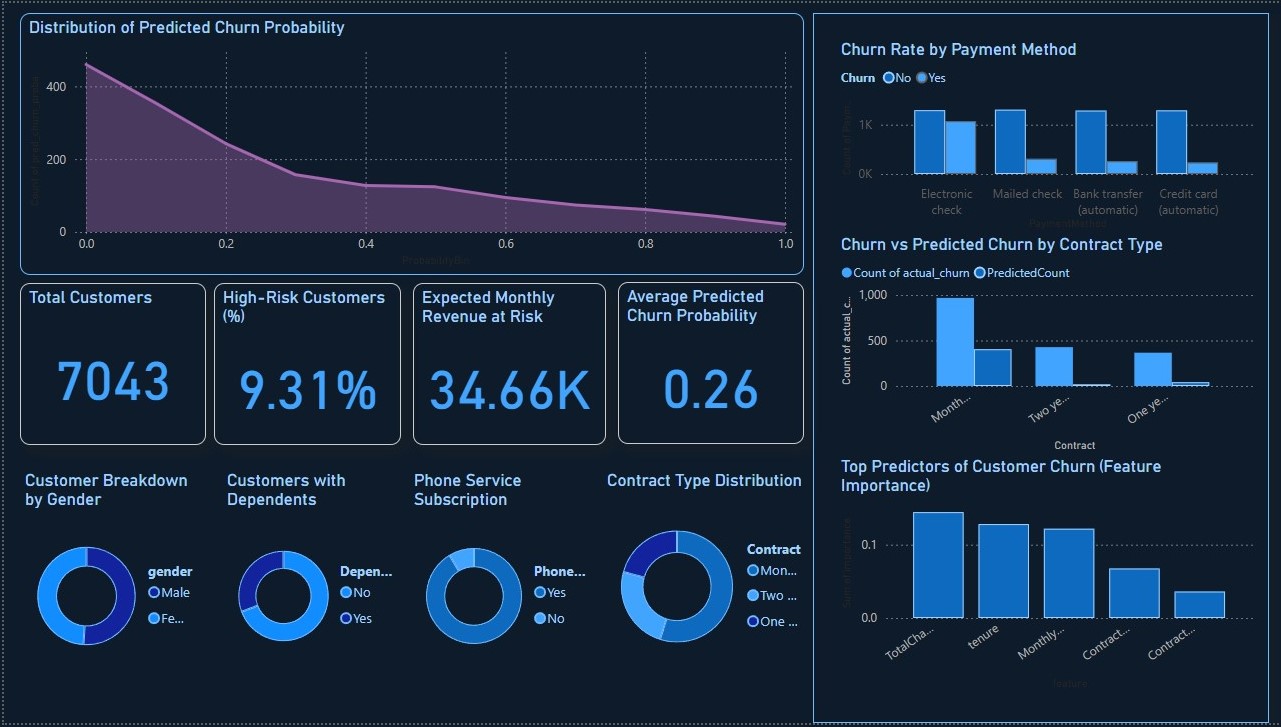 Distribution of Predicted Churn Probability
400
200
0
0.0 0.2 0.4 0.6 0.8 1.0
Total Customers
7043
High-Risk Customers
(%)
9.31%
Expected Monthly
Revenue at Risk
34.66K
Average Predicted
Churn Probability
0.26
Customer Breakdown
by Gender
gender
Male
Fe...
Customers with
Dependents
Depen...
No
Yes
Phone Service
Subscription
Phone...
Yes
No
Contract Type Distribution
Contract
Mon...
Two ...
One ...
Churn Rate by Payment Method
Churn No Yes
1K
0K
Electronic
check
Mailed check
Bank transfer
(automatic)
Credit card
(automatic)
PaymentMethod
Churn vs Predicted Churn by Contract Type
Count of actual_churn PredictedCount
Count of actual_c...
1,000
500
0
Month...
Two ye...
One ye...
Contract
Top Predictors of Customer Churn (Feature
Importance)
Sum of importance
0.1
0.0
TotalCha...
tenure
Monthly...
Contract...
Contract...
feature